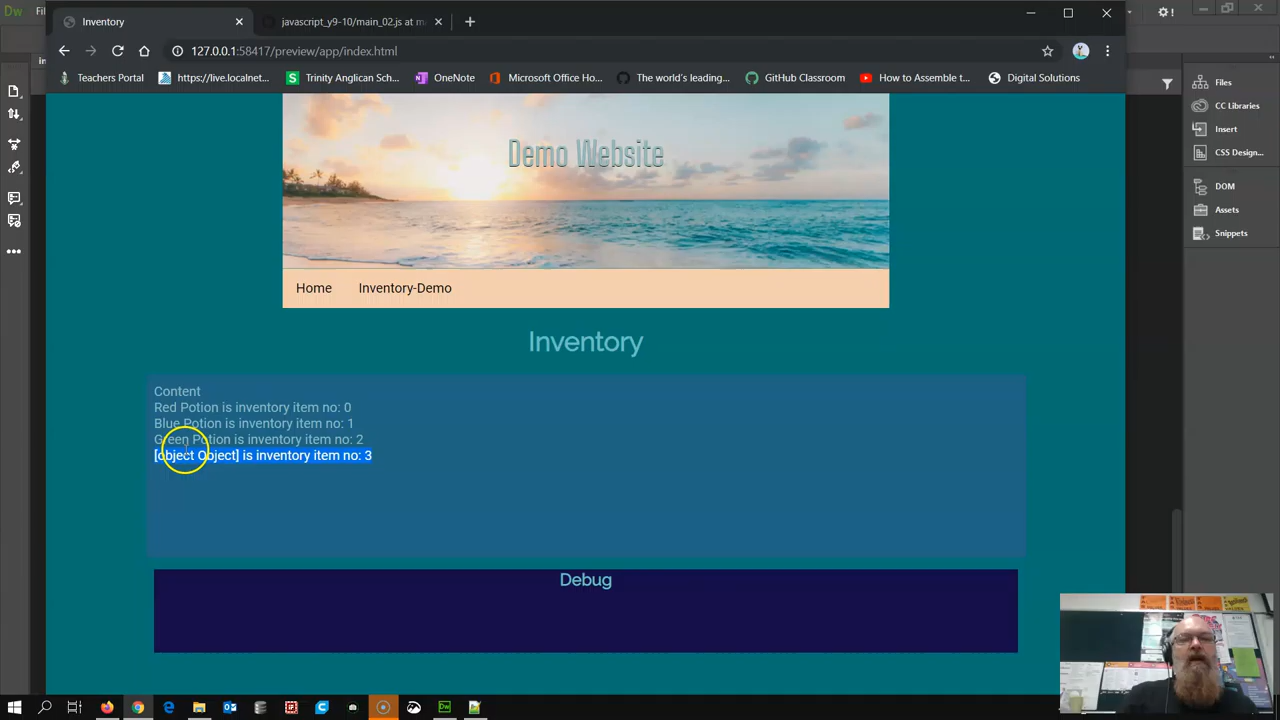 Dw
Inventory
javascript_y9-10/main_02.js at ma
127.0.0.1:58417/preview/app/index.html
Teachers Portal
https://live.localnet...
Trinity Anglican Sch...
OneNote
Microsoft Office Ho...
The world's leading...
GitHub Classroom
How to Assemble t...
Digital Solutions
Files
CC Libraries
Insert
CSS Design...
DOM
Assets
Snippets
Demo Website
Home Inventory-Demo
Inventory
Content
Red Potion is inventory item no: 0
Blue Potion is inventory item no: 1
Green Potion is inventory item no: 2
[object Object] is inventory item no: 3
Debug